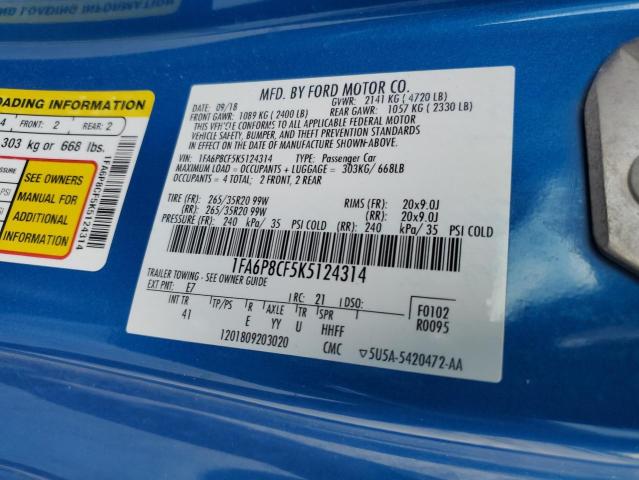 AND LOADING INFORMATION
LOADING INFORMATION
4 FRONT: 2 REAR: 2
303 kg or 668 lbs.
SEE OWNERS
MANUAL FOR
ADDITIONAL
INFORMATION
1FA6P8CF5K5124314
MFD. BY FORD MOTOR CO.
DATE: 09/18 GVWR: 2141 KG ( 4720 LB)
FRONT GAWR: 1089 KG ( 2400 LB) REAR GAWR: 1057 KG ( 2330 LB)
THIS VEHICLE CONFORMS TO ALL APPLICABLE FEDERAL MOTOR
VEHICLE SAFETY, BUMPER, AND THEFT PREVENTION STANDARDS
IN EFFECT ON THE DATE OF MANUFACTURE SHOWN ABOVE.
VIN: 1FA6P8CF5K5124314 TYPE: Passenger Car
MAXIMUM LOAD = OCCUPANTS + LUGGAGE = 303KG/ 668LB
OCCUPANTS = 4 TOTAL; 2 FRONT, 2 REAR
TIRE (FR): 265/35R20 99W RIMS (FR): 20x9.0J
(RR): 265/35R20 99W (RR): 20x9.0J
PRESSURE (FR): 240 kPa/ 35 PSI COLD (RR): 240 kPa/ 35 PSI COLD
1FA6P8CF5K5124314
TRAILER TOWING - SEE OWNER GUIDE
EXT PNT: E7 RC: 21 DSO: F0102
INT TR TP/PS R AXLE TR SPR R0095
41 E YY U HHFF
1201809203020 CMC 5U5A-5420472-AA